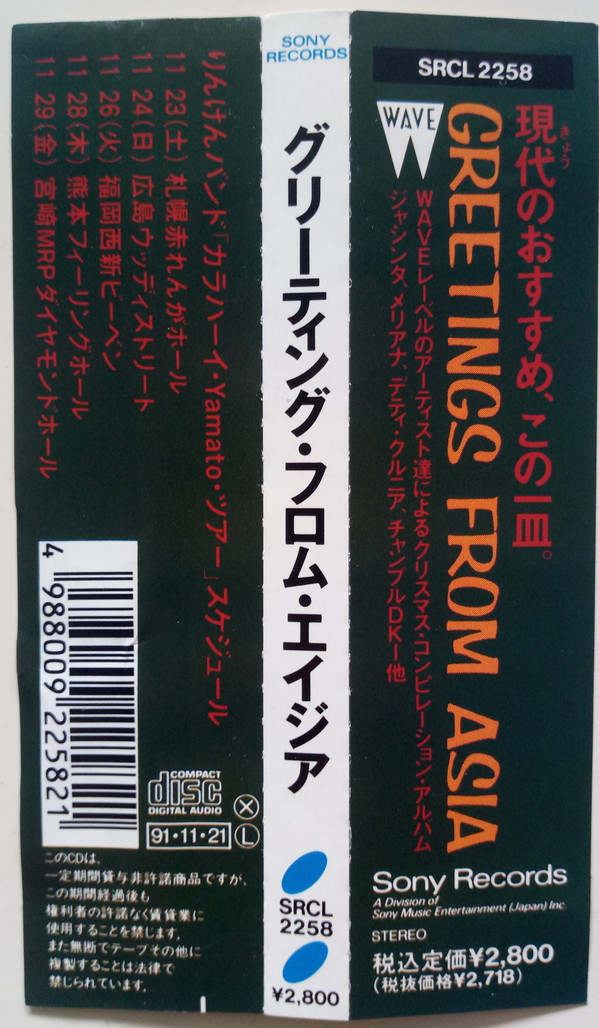 SRCL 2258
現代のおすすめ、この一皿。
きょう
GREETINGS FROM ASIA
WAVE
WAVEレーベルのアーティスト達によるクリスマス・コンピレーション・アルバム
ジャシンタ、メリアナ、デティ・クルニア、チャンプルDKI他
Sony Records
A Division of
Sony Music Entertainment (Japan) Inc.
STEREO
税込定価¥2,800
(税抜価格¥2,718)
SONY
RECORDS
グリーティング・フロム・エイジア
SRCL
2258
¥2,800
りんけんバンド「カラハーイ・Yamato・ツアー」スケジュール
11 23(土) 札幌赤れんがホール
11 24(日) 広島ウッディストリート
11 26(火) 福岡西新ビーベン
11 28(木) 熊本フィーリングホール
11 29(金) 宮崎MRPダイヤモンドホール
4 988009 225821
COMPACT
disc
DIGITAL AUDIO
91・11・21
X
L
このCDは、
一定期間貸与非許諾商品ですが、
この期間経過後も
権利者の許諾なく賃貸業に
使用することを禁じます。
また無断でテープその他に
複製することは法律で
禁じられています。